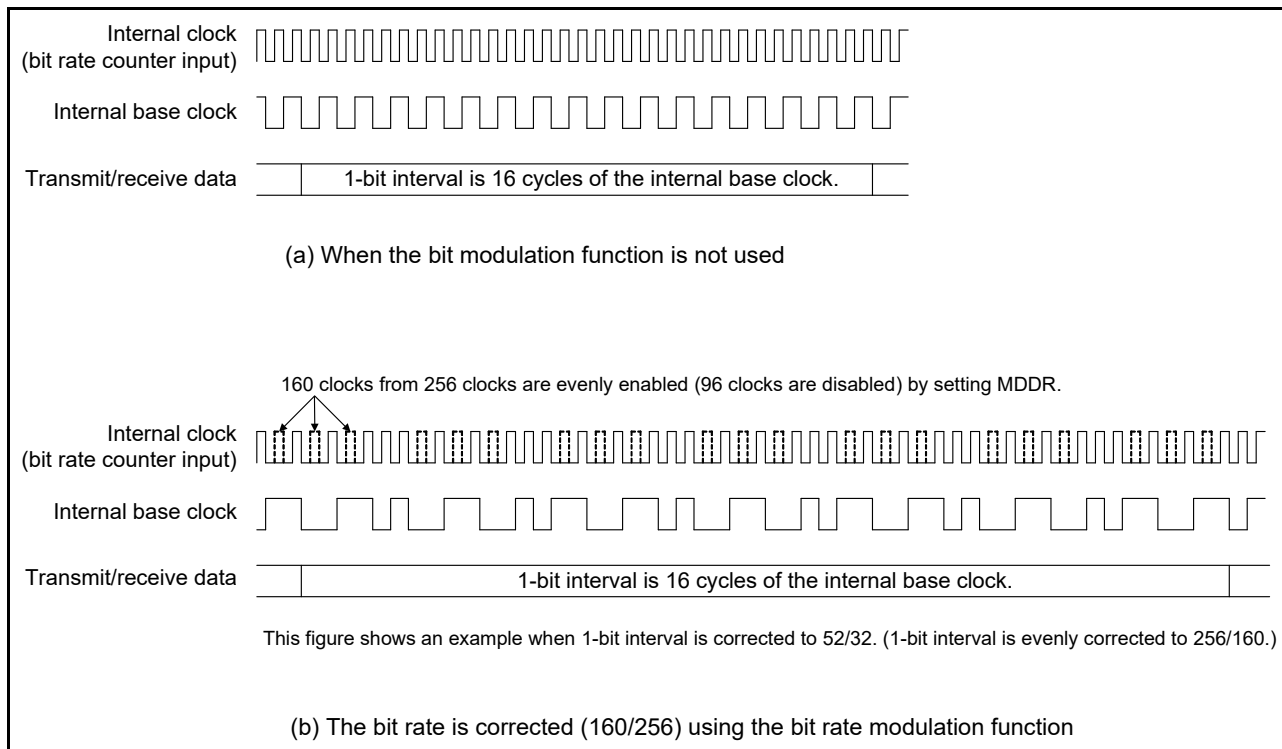 Internal clock
(bit rate counter input)
Internal base clock
Transmit/receive data
1-bit interval is 16 cycles of the internal base clock.
(a) When the bit modulation function is not used
160 clocks from 256 clocks are evenly enabled (96 clocks are disabled) by setting MDDR.
Internal clock
(bit rate counter input)
Internal base clock
Transmit/receive data
1-bit interval is 16 cycles of the internal base clock.
This figure shows an example when 1-bit interval is corrected to 52/32. (1-bit interval is evenly corrected to 256/160.)
(b) The bit rate is corrected (160/256) using the bit rate modulation function